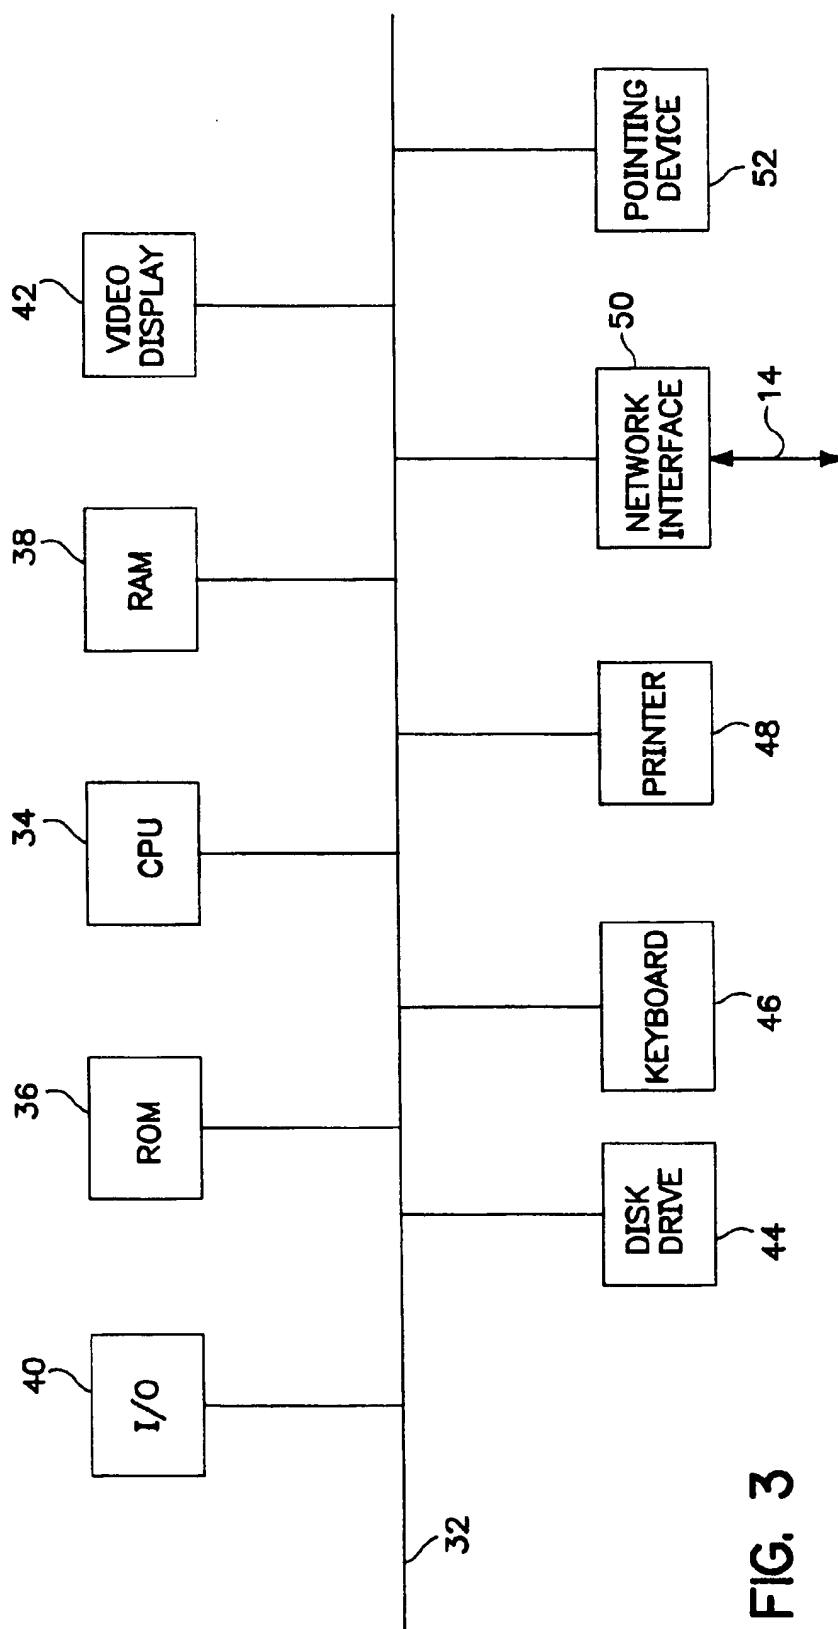 40
I/O
36
ROM
34
CPU
38
RAM
42
VIDEO
DISPLAY
32
DISK
DRIVE
44
KEYBOARD
46
PRINTER
48
NETWORK
INTERFACE
50
14
POINTING
DEVICE
52
FIG. 3